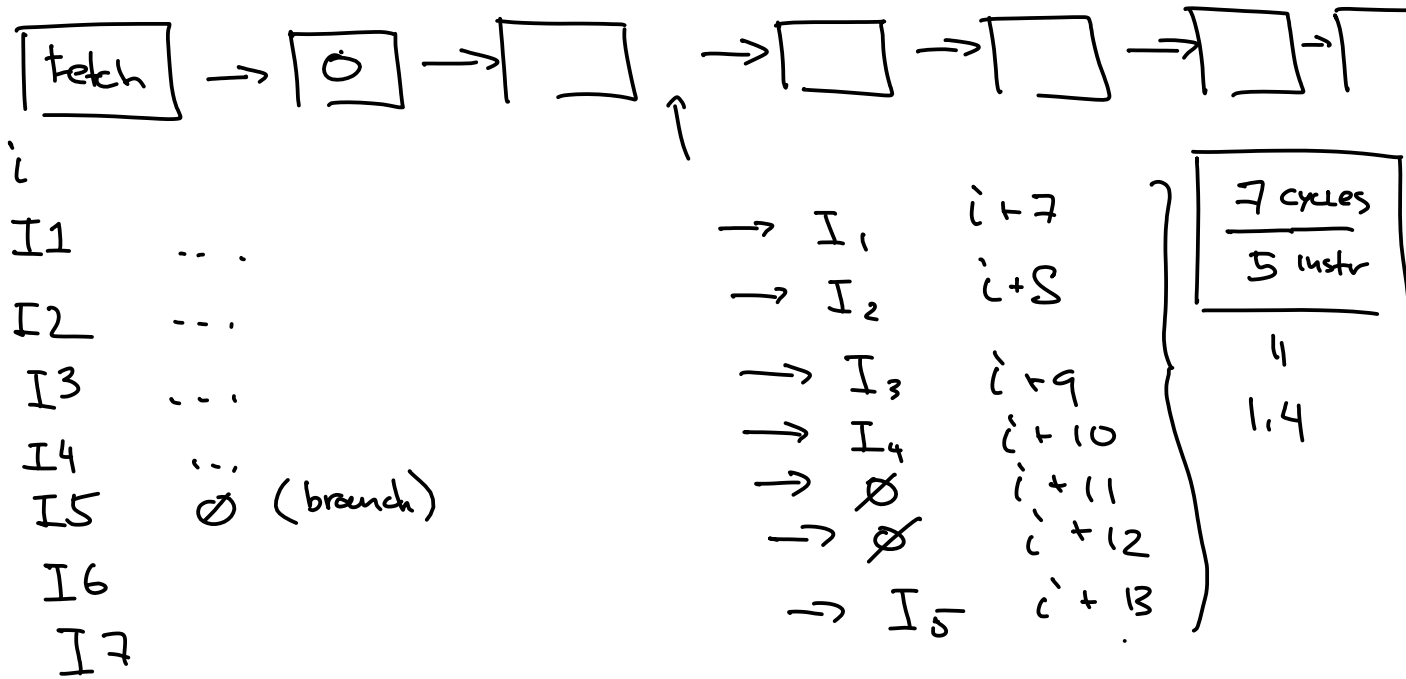 Fetch → O → → → → →
i
I1 ... → I₁ i+7
I2 ... → I₂ i+8
I3 ... → I₃ i+9
I4 ... → I₄ i+10
I5 ∅ (branch) → ∅ i+11
I6 → ∅ i+12
I7 → I₅ i+13
7 cycles
5 instr
=
1.4